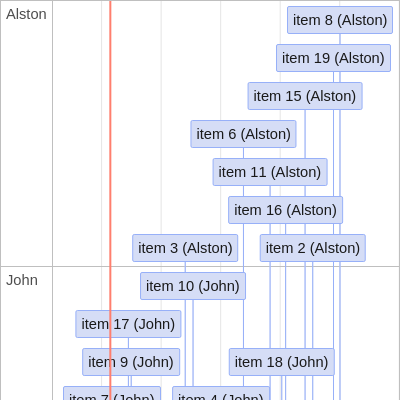 Alston
item 8 (Alston)
item 19 (Alston)
item 15 (Alston)
item 6 (Alston)
item 11 (Alston)
item 16 (Alston)
item 3 (Alston) item 2 (Alston)
John
item 10 (John)
item 17 (John)
item 9 (John) item 18 (John)
item 7 (John) item 4 (John)